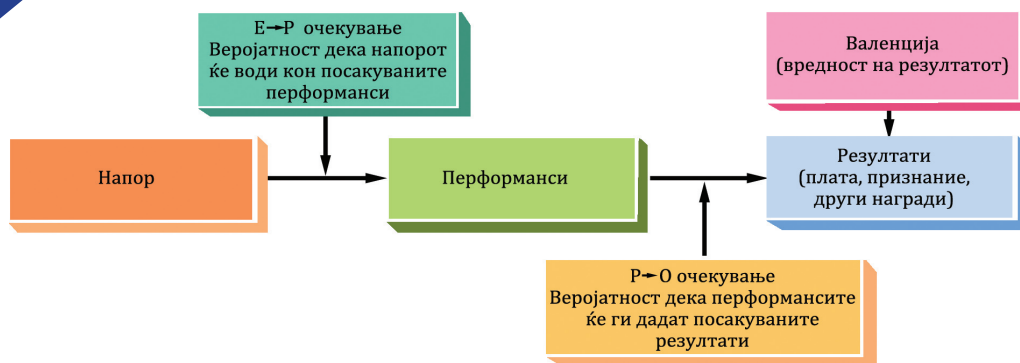 E→P очекување
Веројатност дека напорот
ќе води кон посакуваните
перформанси
Валенција
(вредност на резултатот)
Напор
Перформанси
Резултати
(плата, признание,
други награди)
P→O очекување
Веројатност дека перформансите
ќе ги дадат посакуваните
резултати